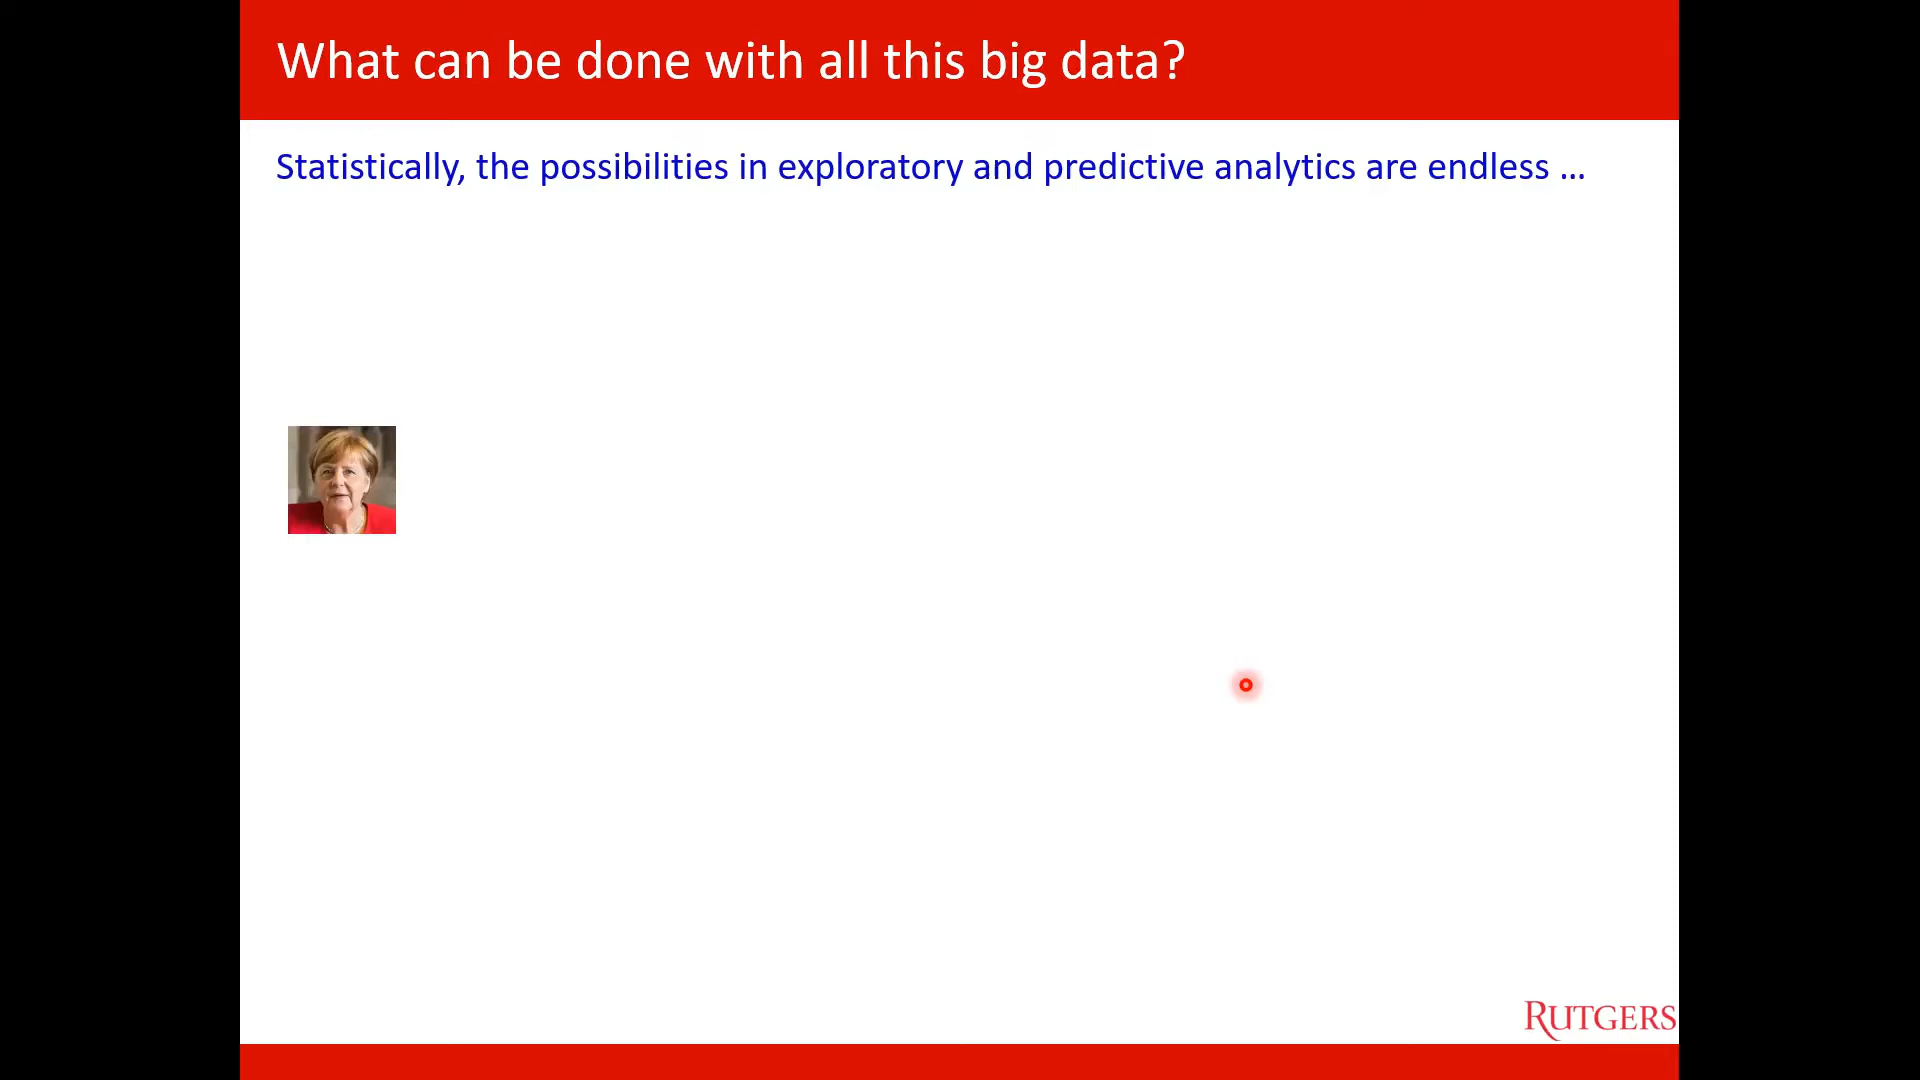 What can be done with all this big data?
Statistically, the possibilities in exploratory and predictive analytics are endless ...
RUTGERS